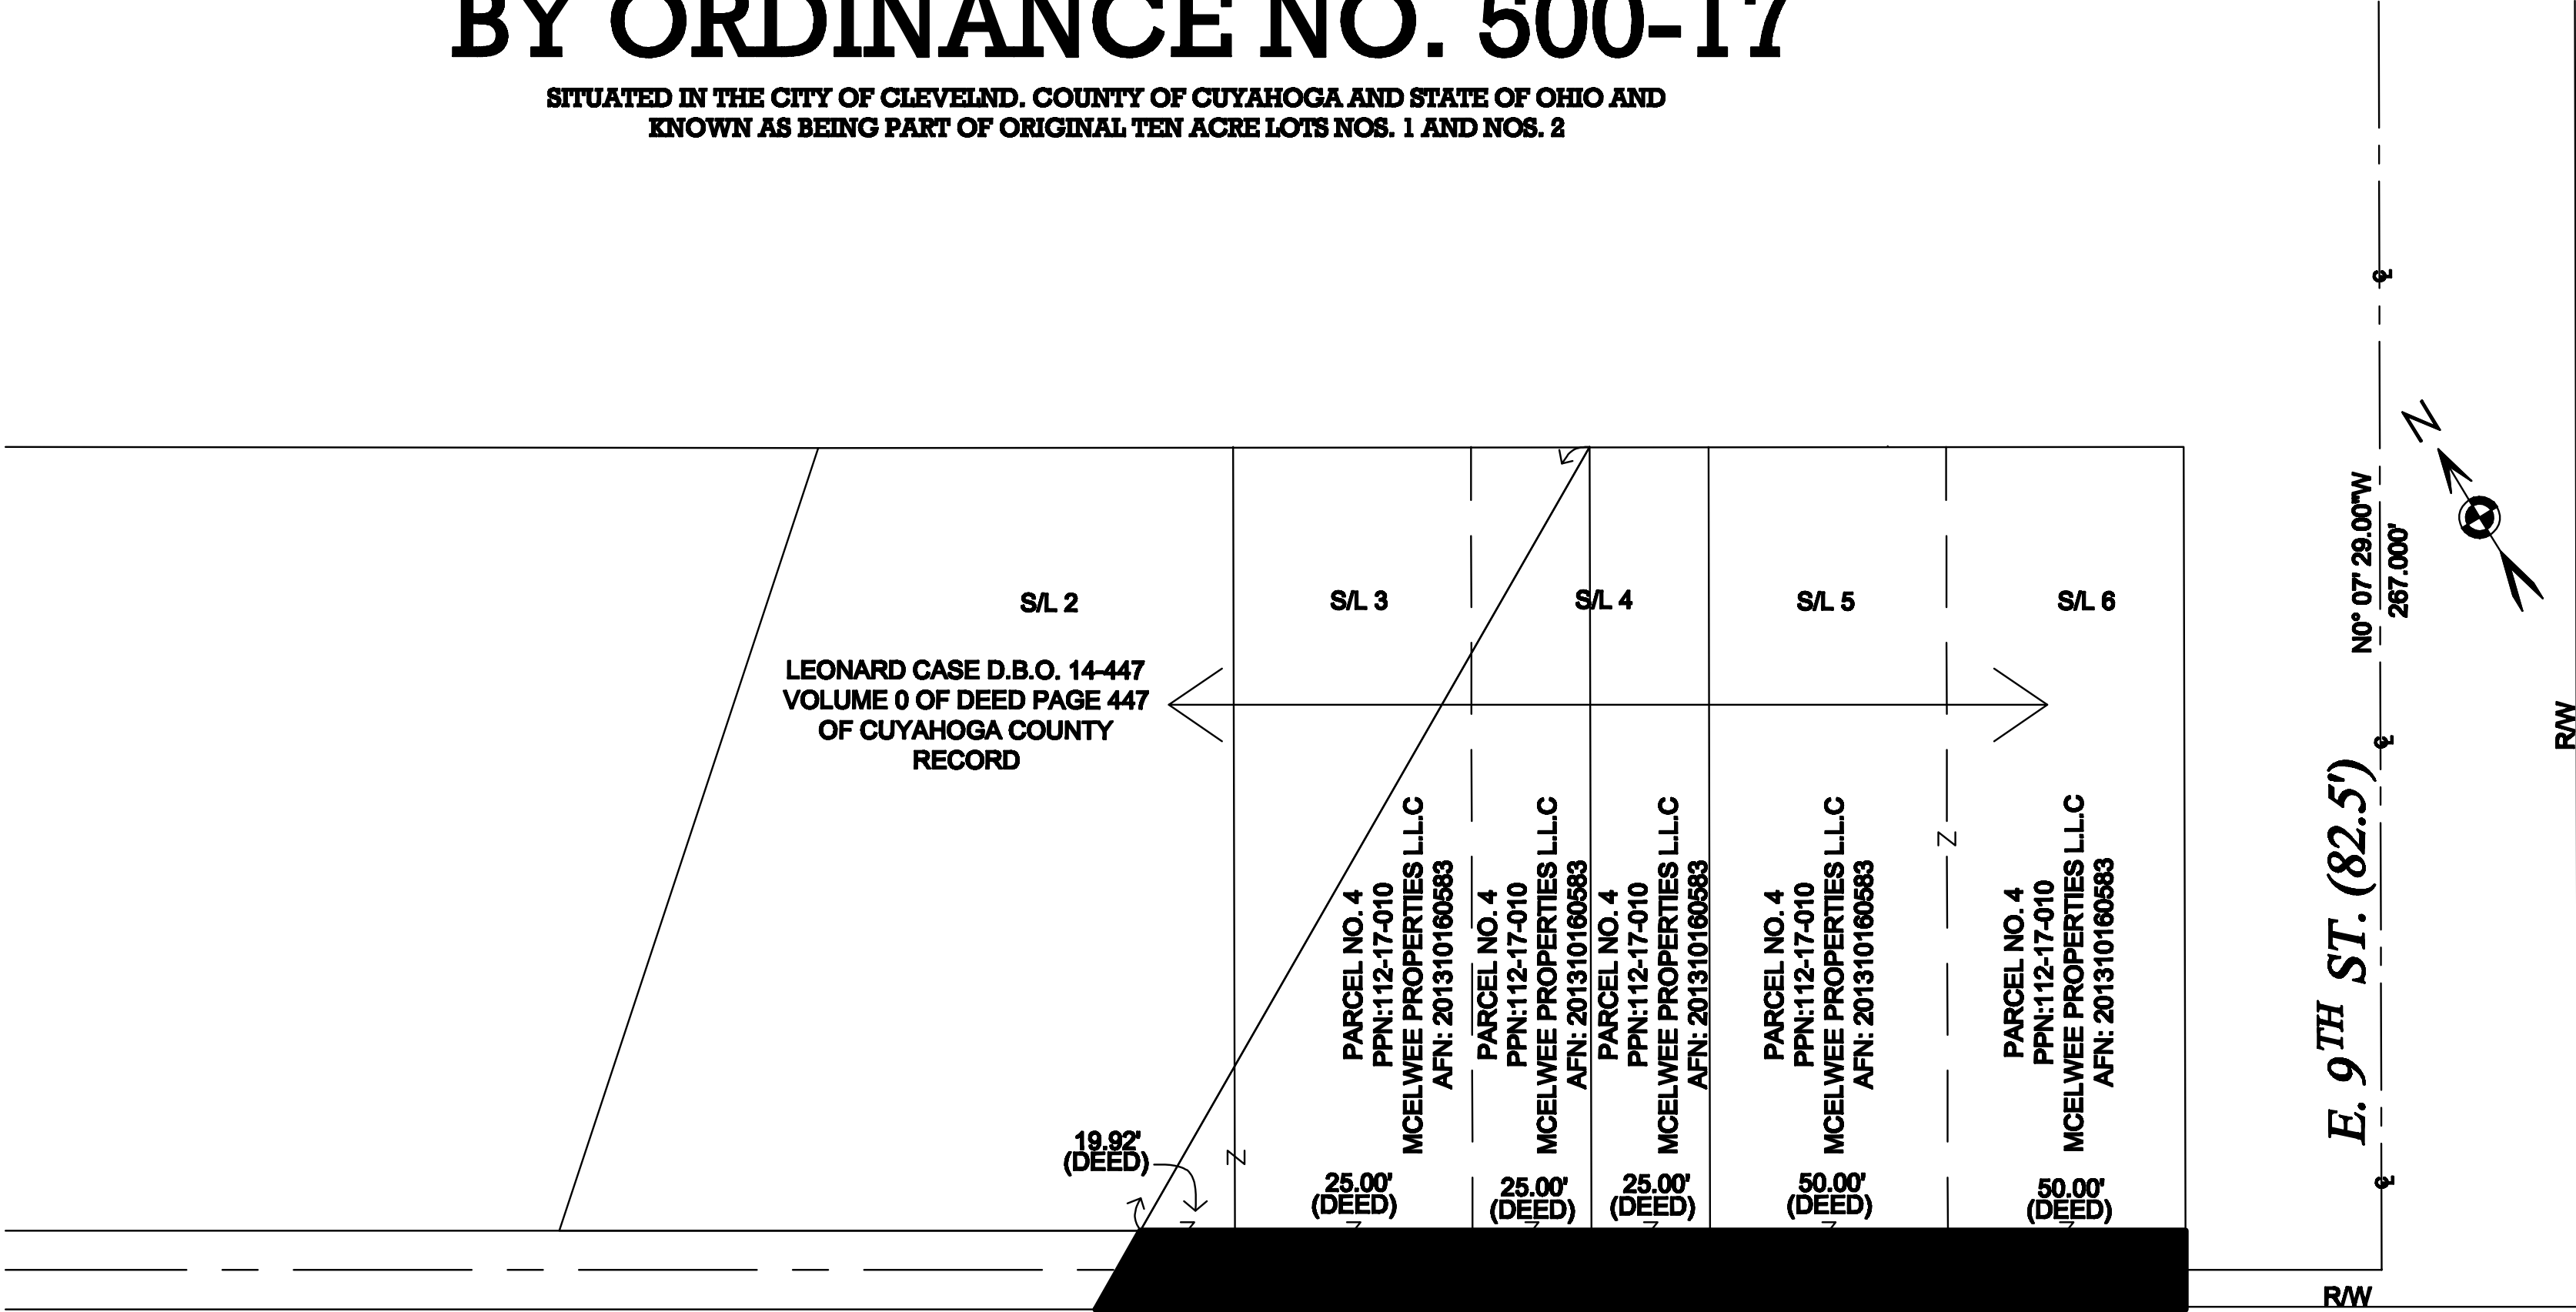 BY ORDINANCE NO. 500-17
SITUATED IN THE CITY OF CLEVELND. COUNTY OF CUYAHOGA AND STATE OF OHIO AND
KNOWN AS BEING PART OF ORIGINAL TEN ACRE LOTS NOS. 1 AND NOS. 2
S/L 2
S/L 3
S/L 4
S/L 5
S/L 6
LEONARD CASE D.B.O. 14-447
VOLUME 0 OF DEED PAGE 447
OF CUYAHOGA COUNTY
RECORD
PARCEL NO. 4
PPN:112-17-010
MCELWEE PROPERTIES L.L.C
AFN: 201310160583
PARCEL NO. 4
PPN:112-17-010
MCELWEE PROPERTIES L.L.C
AFN: 201310160583
PARCEL NO. 4
PPN:112-17-010
MCELWEE PROPERTIES L.L.C
AFN: 201310160583
PARCEL NO. 4
PPN:112-17-010
MCELWEE PROPERTIES L.L.C
AFN: 201310160583
PARCEL NO. 4
PPN:112-17-010
MCELWEE PROPERTIES L.L.C
AFN: 201310160583
19.92'
(DEED)
25.00'
(DEED)
25.00'
(DEED)
25.00'
(DEED)
50.00'
(DEED)
50.00'
(DEED)
Z
Z
N
N0° 07' 29.00"W
267.000'
E. 9TH ST. (82.5')
℄
℄
℄
R/W
R/W